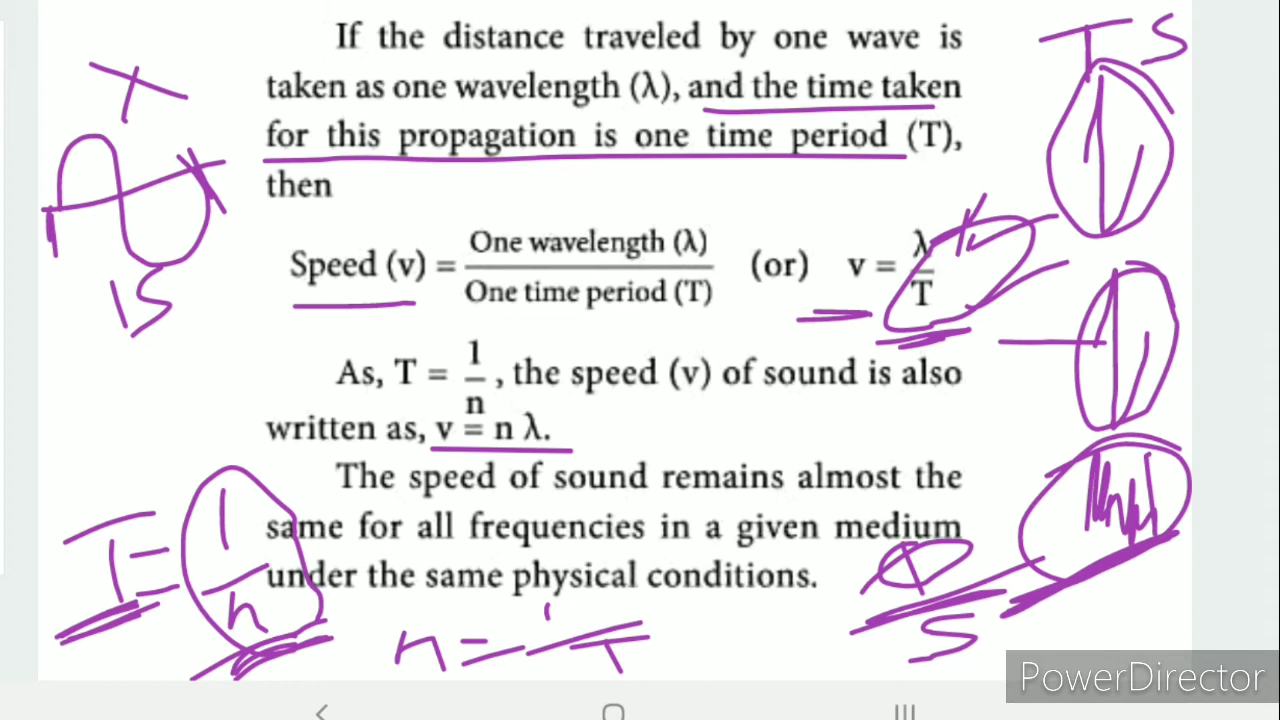 If the distance traveled by one wave is
taken as one wavelength (λ), and the time taken
for this propagation is one time period (T),
then
Speed (v) = One wavelength (λ) / One time period (T) (or) v = λ / T
As, T = 1 / n, the speed (v) of sound is also
written as, v = n λ.
The speed of sound remains almost the
same for all frequencies in a given medium
under the same physical conditions.
T
1S
T S
T = 1 / n
n = 1 / T
S
PowerDirector